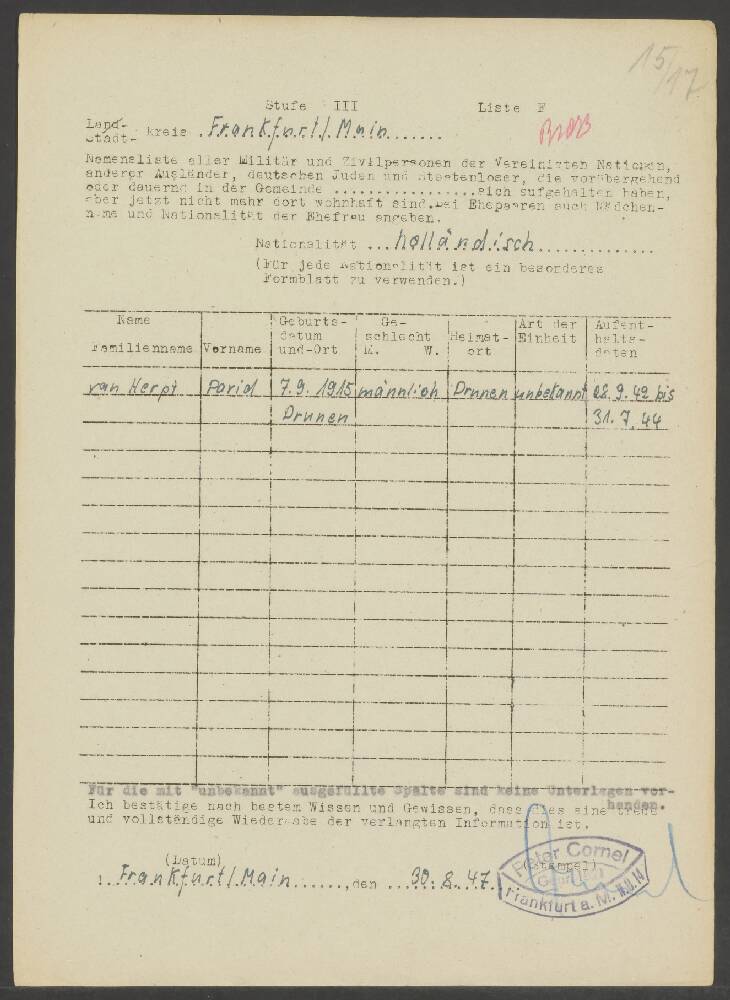 15/17
Stufe III Liste F
Land-
Stadt- kreis . Frankfurt/Main.......
Namensliste aller Militär und Zivilpersonen der Vereinigten Nationen,
anderer Ausländer, deutschen Juden und Staatenloser, die vorübergehend
oder dauernd in der Gemeinde .................sich aufgehalten haben,
aber jetzt nicht mehr dort wohnhaft sind. Bei Ehepaaren auch Mädchen-
name und Nationalität der Ehefrau angeben.
Nationalität ...holländisch..............
(Für jede Nationalität ist ein besonderes
Formblatt zu verwenden.)
Name Geburts- Ge- Art der Aufent-
datum schlecht Heimat- Einheit halts-
Familienname Vorname und-Ort M. W. ort daten
van Herpt 7.9. 1915 männlich Drunen unbekannt 28.9.42 bis
Drunen 31.7.44
Für die mit "unbekannt" ausgefüllte Spalte sind keine Unterlagen vor-
handen.
Ich bestätige nach bestem Wissen und Gewissen, dass dies eine treue
und vollständige Wiedergabe der verlangten Information ist.
(Datum) (Stempel)
Frankfurt/Main......,den ...30.8.47.
Peter Cornel
Frankfurt a. M.